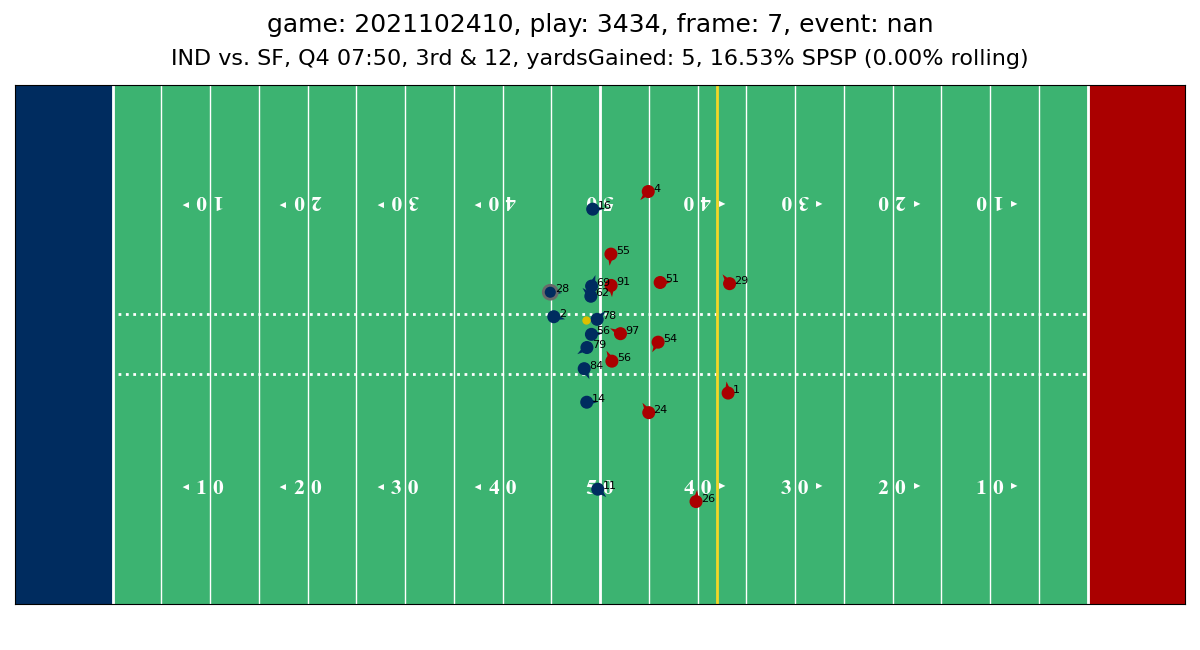 game: 2021102410, play: 3434, frame: 7, event: nan
IND vs. SF, Q4 07:50, 3rd & 12, yardsGained: 5, 16.53% SPSP (0.00% rolling)
4
◂ 10 ◂ 20 ◂ 30 ◂ 40 50 40 ▸ 30 ▸ 20 ▸ 10 ▸
16
55
69 91 51 29
28 62
2 78
56 97
79 54
84 56
1
14
24
◂ 10 ◂ 20 ◂ 30 ◂ 40 50 40 ▸ 30 ▸ 20 ▸ 10 ▸
11
26